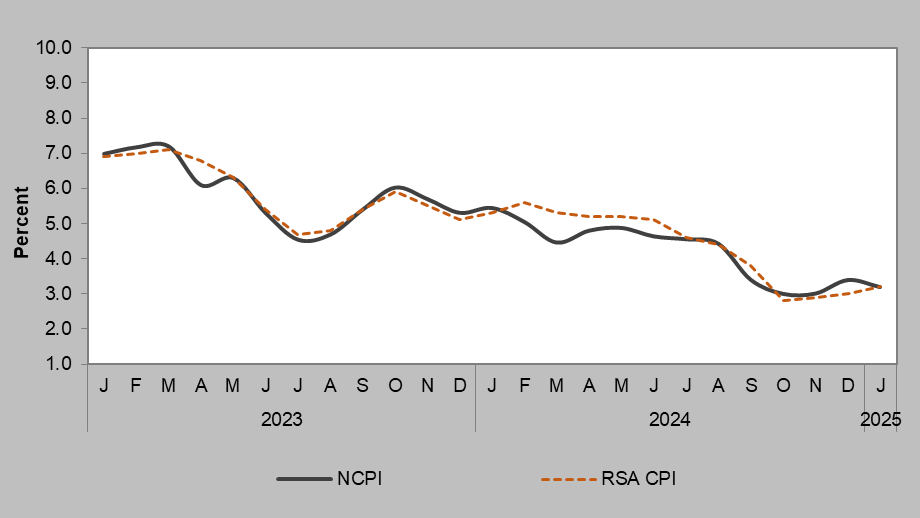 Percent
10.0
9.0
8.0
7.0
6.0
5.0
4.0
3.0
2.0
1.0
J F M A M J J A S O N D J F M A M J J A S O N D J
2023 2024 2025
NCPI RSA CPI